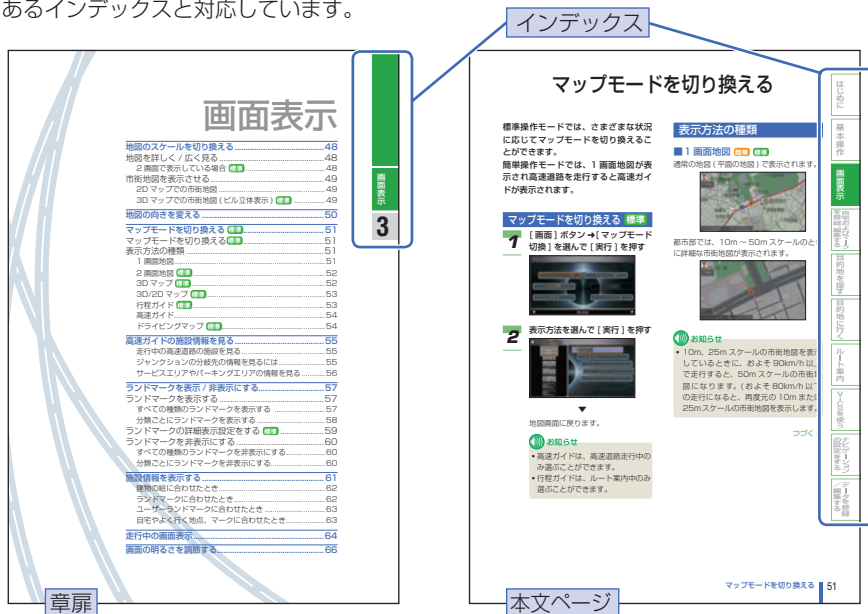 あるインデックスと対応しています。
インデックス
画面表示
地図のスケールを切り換える 48
地図を詳しく / 広く見る 48
2 画面で表示している場合 標準 48
市街地図を表示させる 49
2D マップでの市街地図 49
3D マップでの市街地図 ( ビル立体表示 ) 標準 49
地図の向きを変える 50
マップモードを切り換える 標準 51
マップモードを切り換える 標準 51
表示方法の種類 51
1 画面地図 51
2 画面地図 標準 52
3D マップ 標準 52
3D/2D マップ 標準 53
行程ガイド 標準 53
高速ガイド 54
ドライビングマップ 標準 54
高速ガイドの施設情報を見る 55
走行中の高速道路の施設を見る 55
ジャンクションの分岐先の情報を見るには 55
サービスエリアやパーキングエリアの情報を見る 56
ランドマークを表示 / 非表示にする 57
ランドマークを表示する 57
すべての種類のランドマークを表示する 57
分類ごとにランドマークを表示する 58
ランドマークの詳細表示設定をする 標準 59
ランドマークを非表示にする 60
すべての種類のランドマークを非表示にする 60
分類ごとにランドマークを非表示にする 60
施設情報を表示する 61
建物の絵に合わせたとき 62
ランドマークに合わせたとき 62
ユーザーランドマークに合わせたとき 63
自宅やよく行く地点、マークに合わせたとき 63
走行中の画面表示 64
画面の明るさを調節する 66
画面表示
3
章扉
マップモードを切り換える
標準操作モードでは、さまざまな状況
に応じてマップモードを切り換えるこ
とができます。
簡単操作モードでは、1 画面地図が表
示され高速道路を走行すると高速ガイ
ドが表示されます。
マップモードを切り換える 標準
1 [ 画面 ] ボタン→[ マップモード
切換 ] を選んで [ 実行 ] を押す
2 表示方法を選んで [ 実行 ] を押す
▼
地図画面に戻ります。
お知らせ
• 高速ガイドは、高速道路走行中の
み選ぶことができます。
• 行程ガイドは、ルート案内中のみ
選ぶことができます。
表示方法の種類
■ 1 画面地図 簡単 標準
通常の地図 ( 平面の地図 ) で表示されます。
都市部では、10m 〜 50m スケールのと
に詳細な市街地図が表示されます。
お知らせ
• 10m、25m スケールの市街地図を表
しているときに、およそ 80km/h 以
で走行すると、50m スケールの市街
図になります。( およそ 80km/h 以
の走行になると、再度元の 10m また
25m スケールの市街地図を表示します。
つづく
はじめに
基本操作
画面表示
自宅およびマーク
を登録・編集する
目的地を探す
目的地に行く
ルート案内
VICSを使う
ナビゲーション
の設定をする
データを登録
/編集する
マップモードを切り換える 51
本文ページ